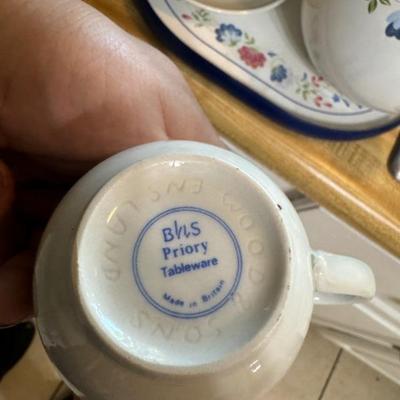 BhS
Priory
Tableware
Made in Britain
WOOD & SONS
ENGLAND